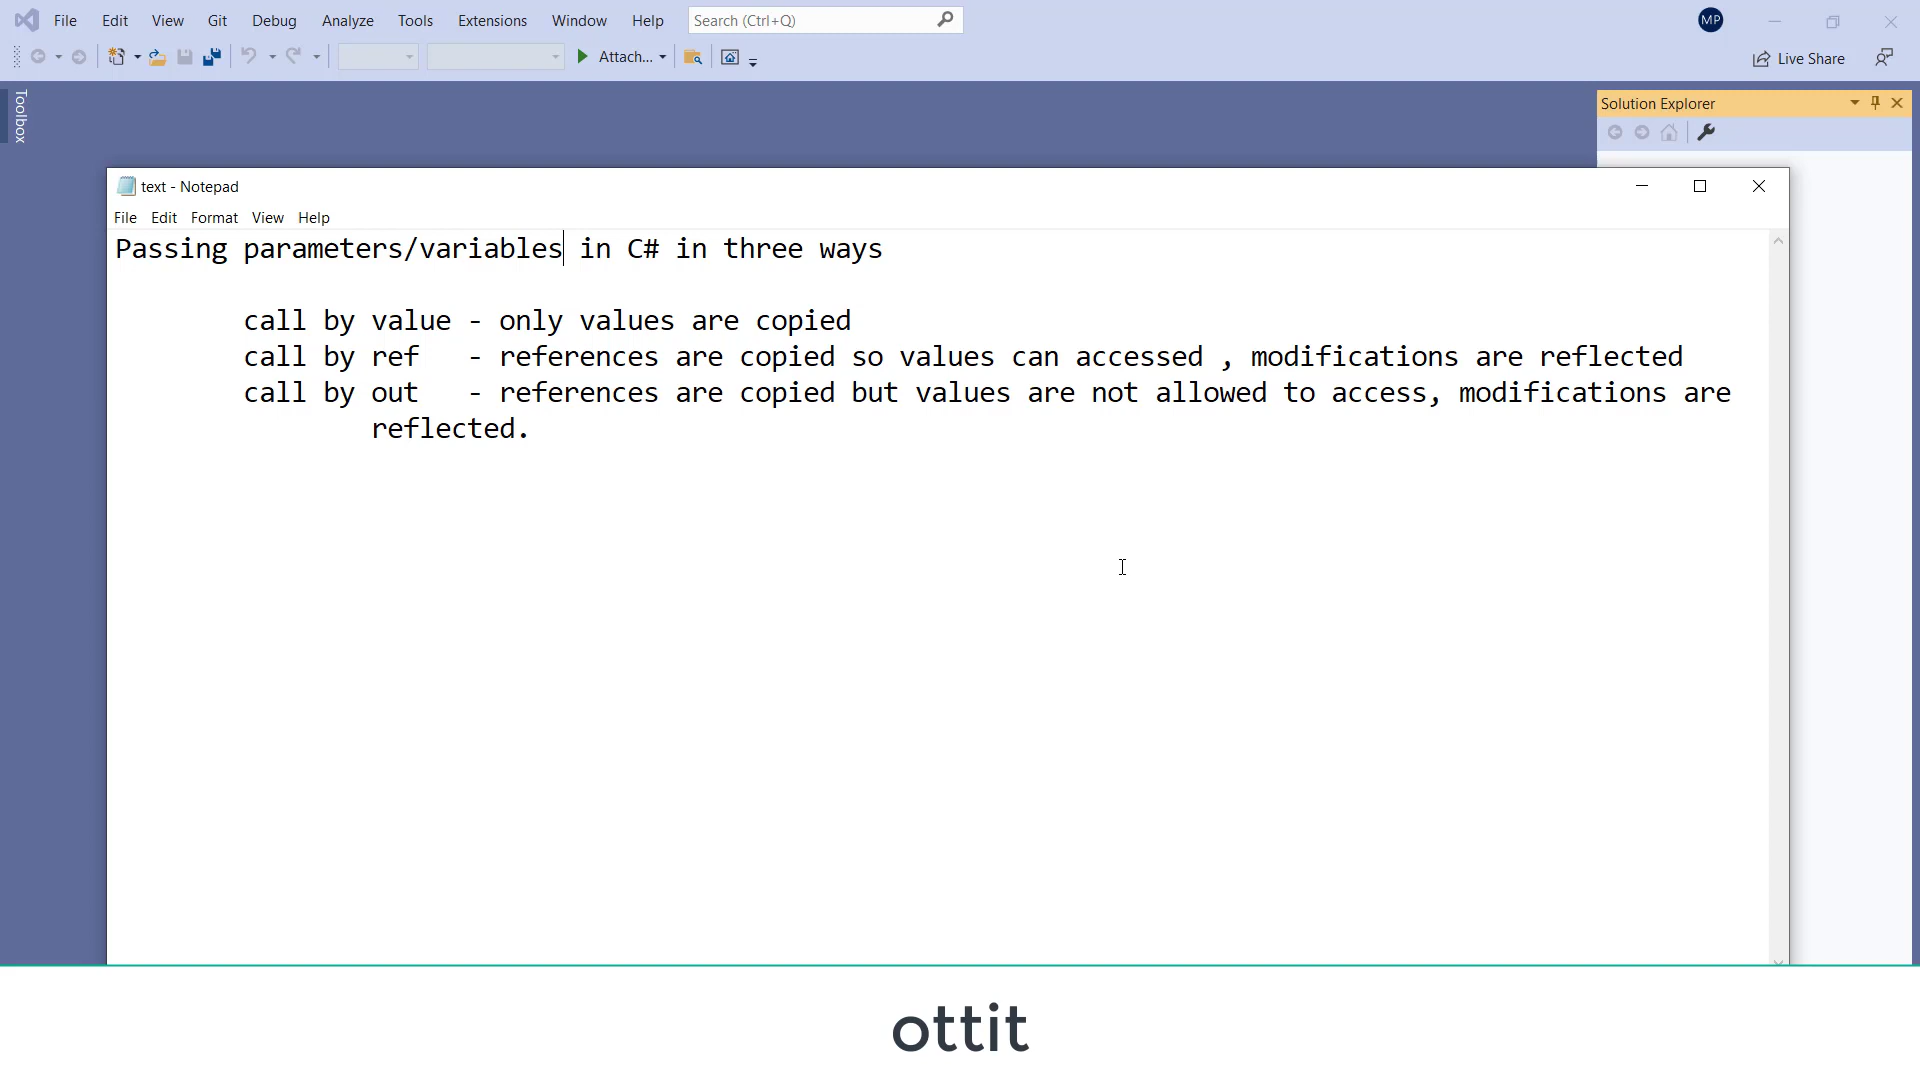 File Edit View Git Debug Analyze Tools Extensions Window Help Search (Ctrl+Q) MP
Attach... Live Share
Toolbox
Solution Explorer
text - Notepad
File Edit Format View Help
Passing parameters/variables in C# in three ways
call by value - only values are copied
call by ref - references are copied so values can accessed , modifications are reflected
call by out - references are copied but values are not allowed to access, modifications are
reflected.
ottit